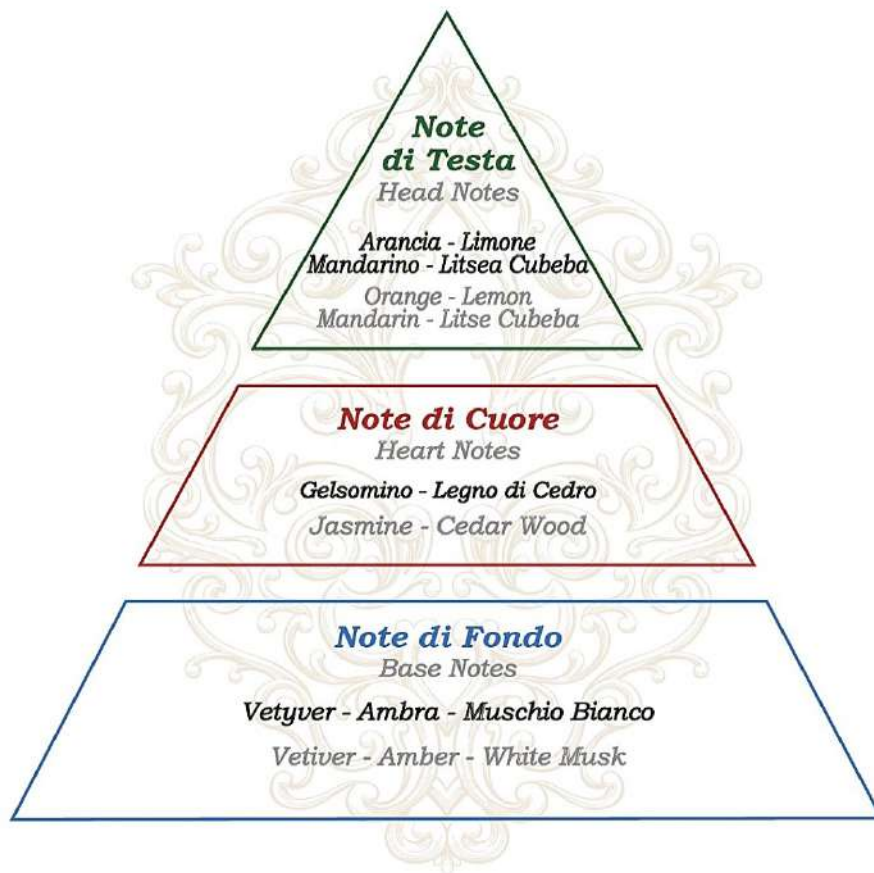 Note
di Testa
Head Notes
Arancia - Limone
Mandarino - Litsea Cubeba
Orange - Lemon
Mandarin - Litse Cubeba
Note di Cuore
Heart Notes
Gelsomino - Legno di Cedro
Jasmine - Cedar Wood
Note di Fondo
Base Notes
Vetyver - Ambra - Muschio Bianco
Vetiver - Amber - White Musk